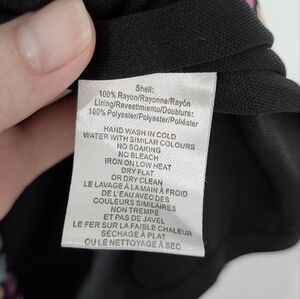 Shell:
100% Rayon/Rayonne/Rayón
Lining/Revestimiento/Doublure:
100% Polyester/Polyester/Poliéster
HAND WASH IN COLD
WATER WITH SIMILAR COLOURS
NO SOAKING
NO BLEACH
IRON ON LOW HEAT
DRY FLAT
OR DRY CLEAN
LE LAVAGE À LA MAIN À FROID
DE L'EAU AVEC DES
COULEURS SIMILAIRES
NON TREMPÉ
ET PAS DE JAVEL
LE FER SUR LA FAIBLE CHALEUR
SÉCHAGE À PLAT
OU LE NETTOYAGE À SEC